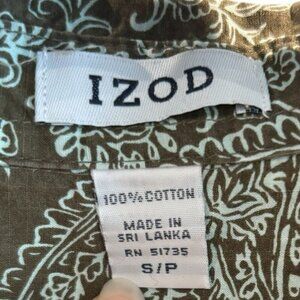 IZOD
100% COTTON
MADE IN
SRI LANKA
RN 51735
S/P